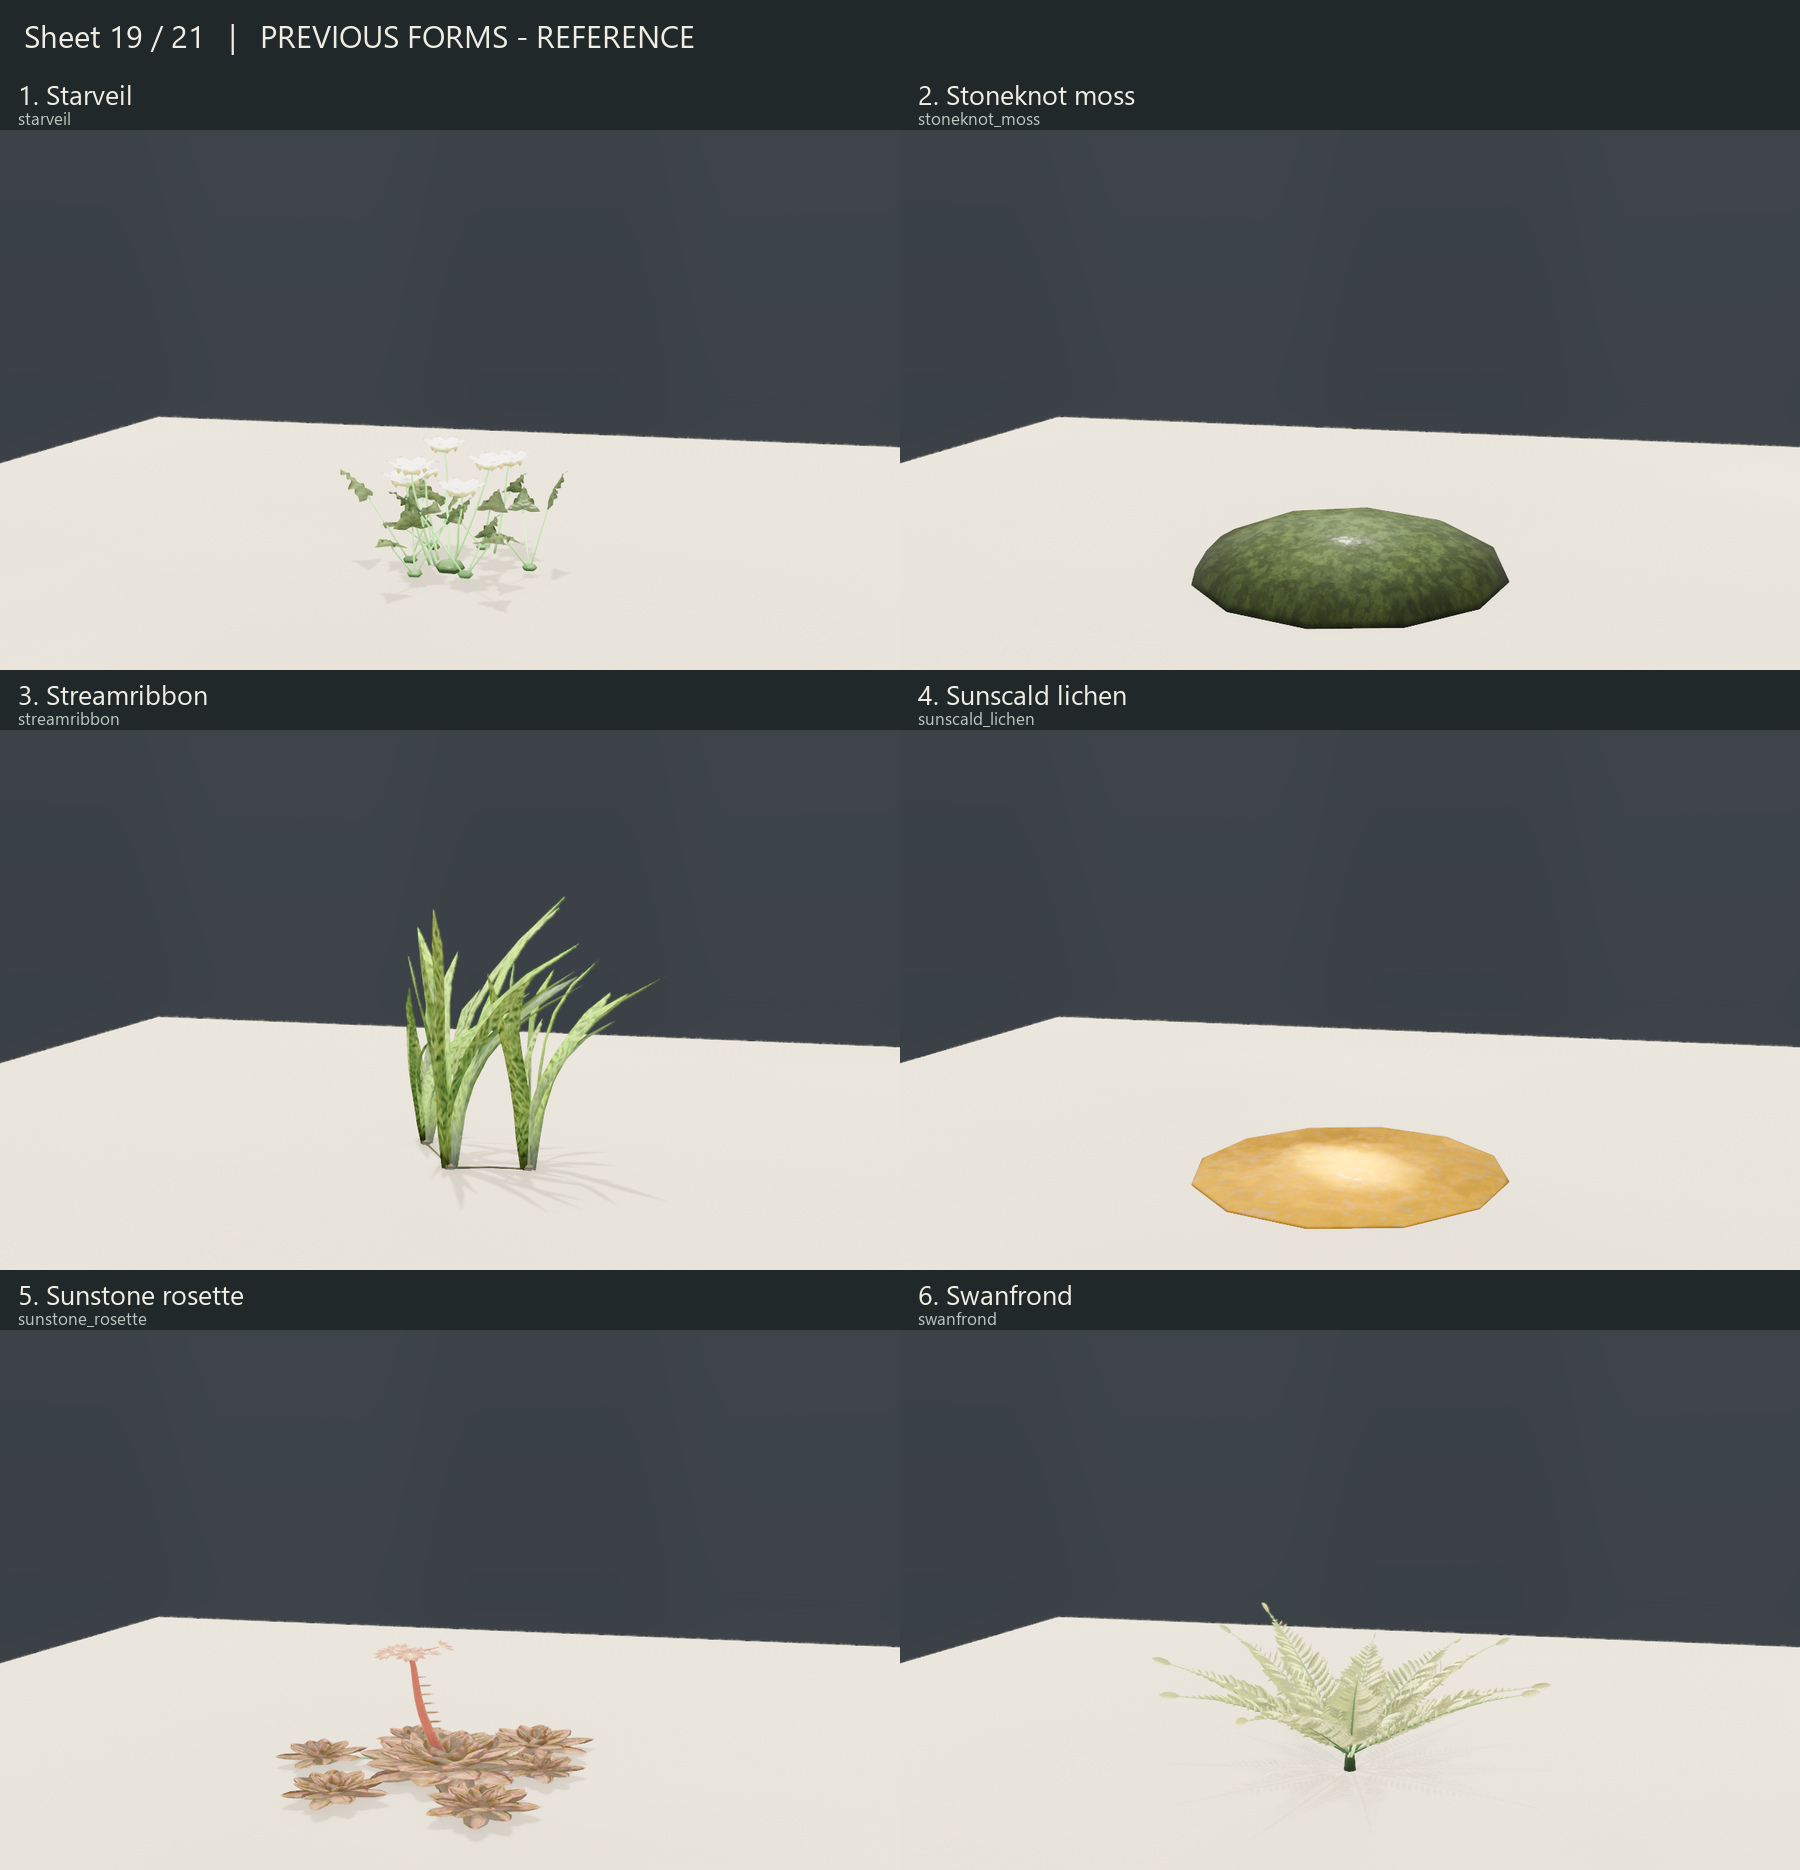 Sheet 19 / 21 | PREVIOUS FORMS - REFERENCE
1. Starveil
starveil
2. Stoneknot moss
stoneknot_moss
3. Streamribbon
streamribbon
4. Sunscald lichen
sunscald_lichen
5. Sunstone rosette
sunstone_rosette
6. Swanfrond
swanfrond